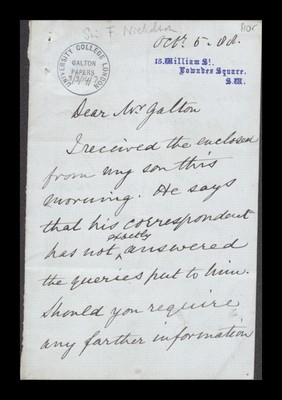 Sir F. Nicholson
UNIVERSITY COLLEGE LONDON
GALTON
PAPERS
Octr. 5. 88.
15. William St.
Lowndes Square.
S.W.
Dear Mr Galton
I received the enclosed
from my son this
morning. He says
that his correspondent
exactly
has not ^ answered
the queries put to him.
Should you require
any farther information